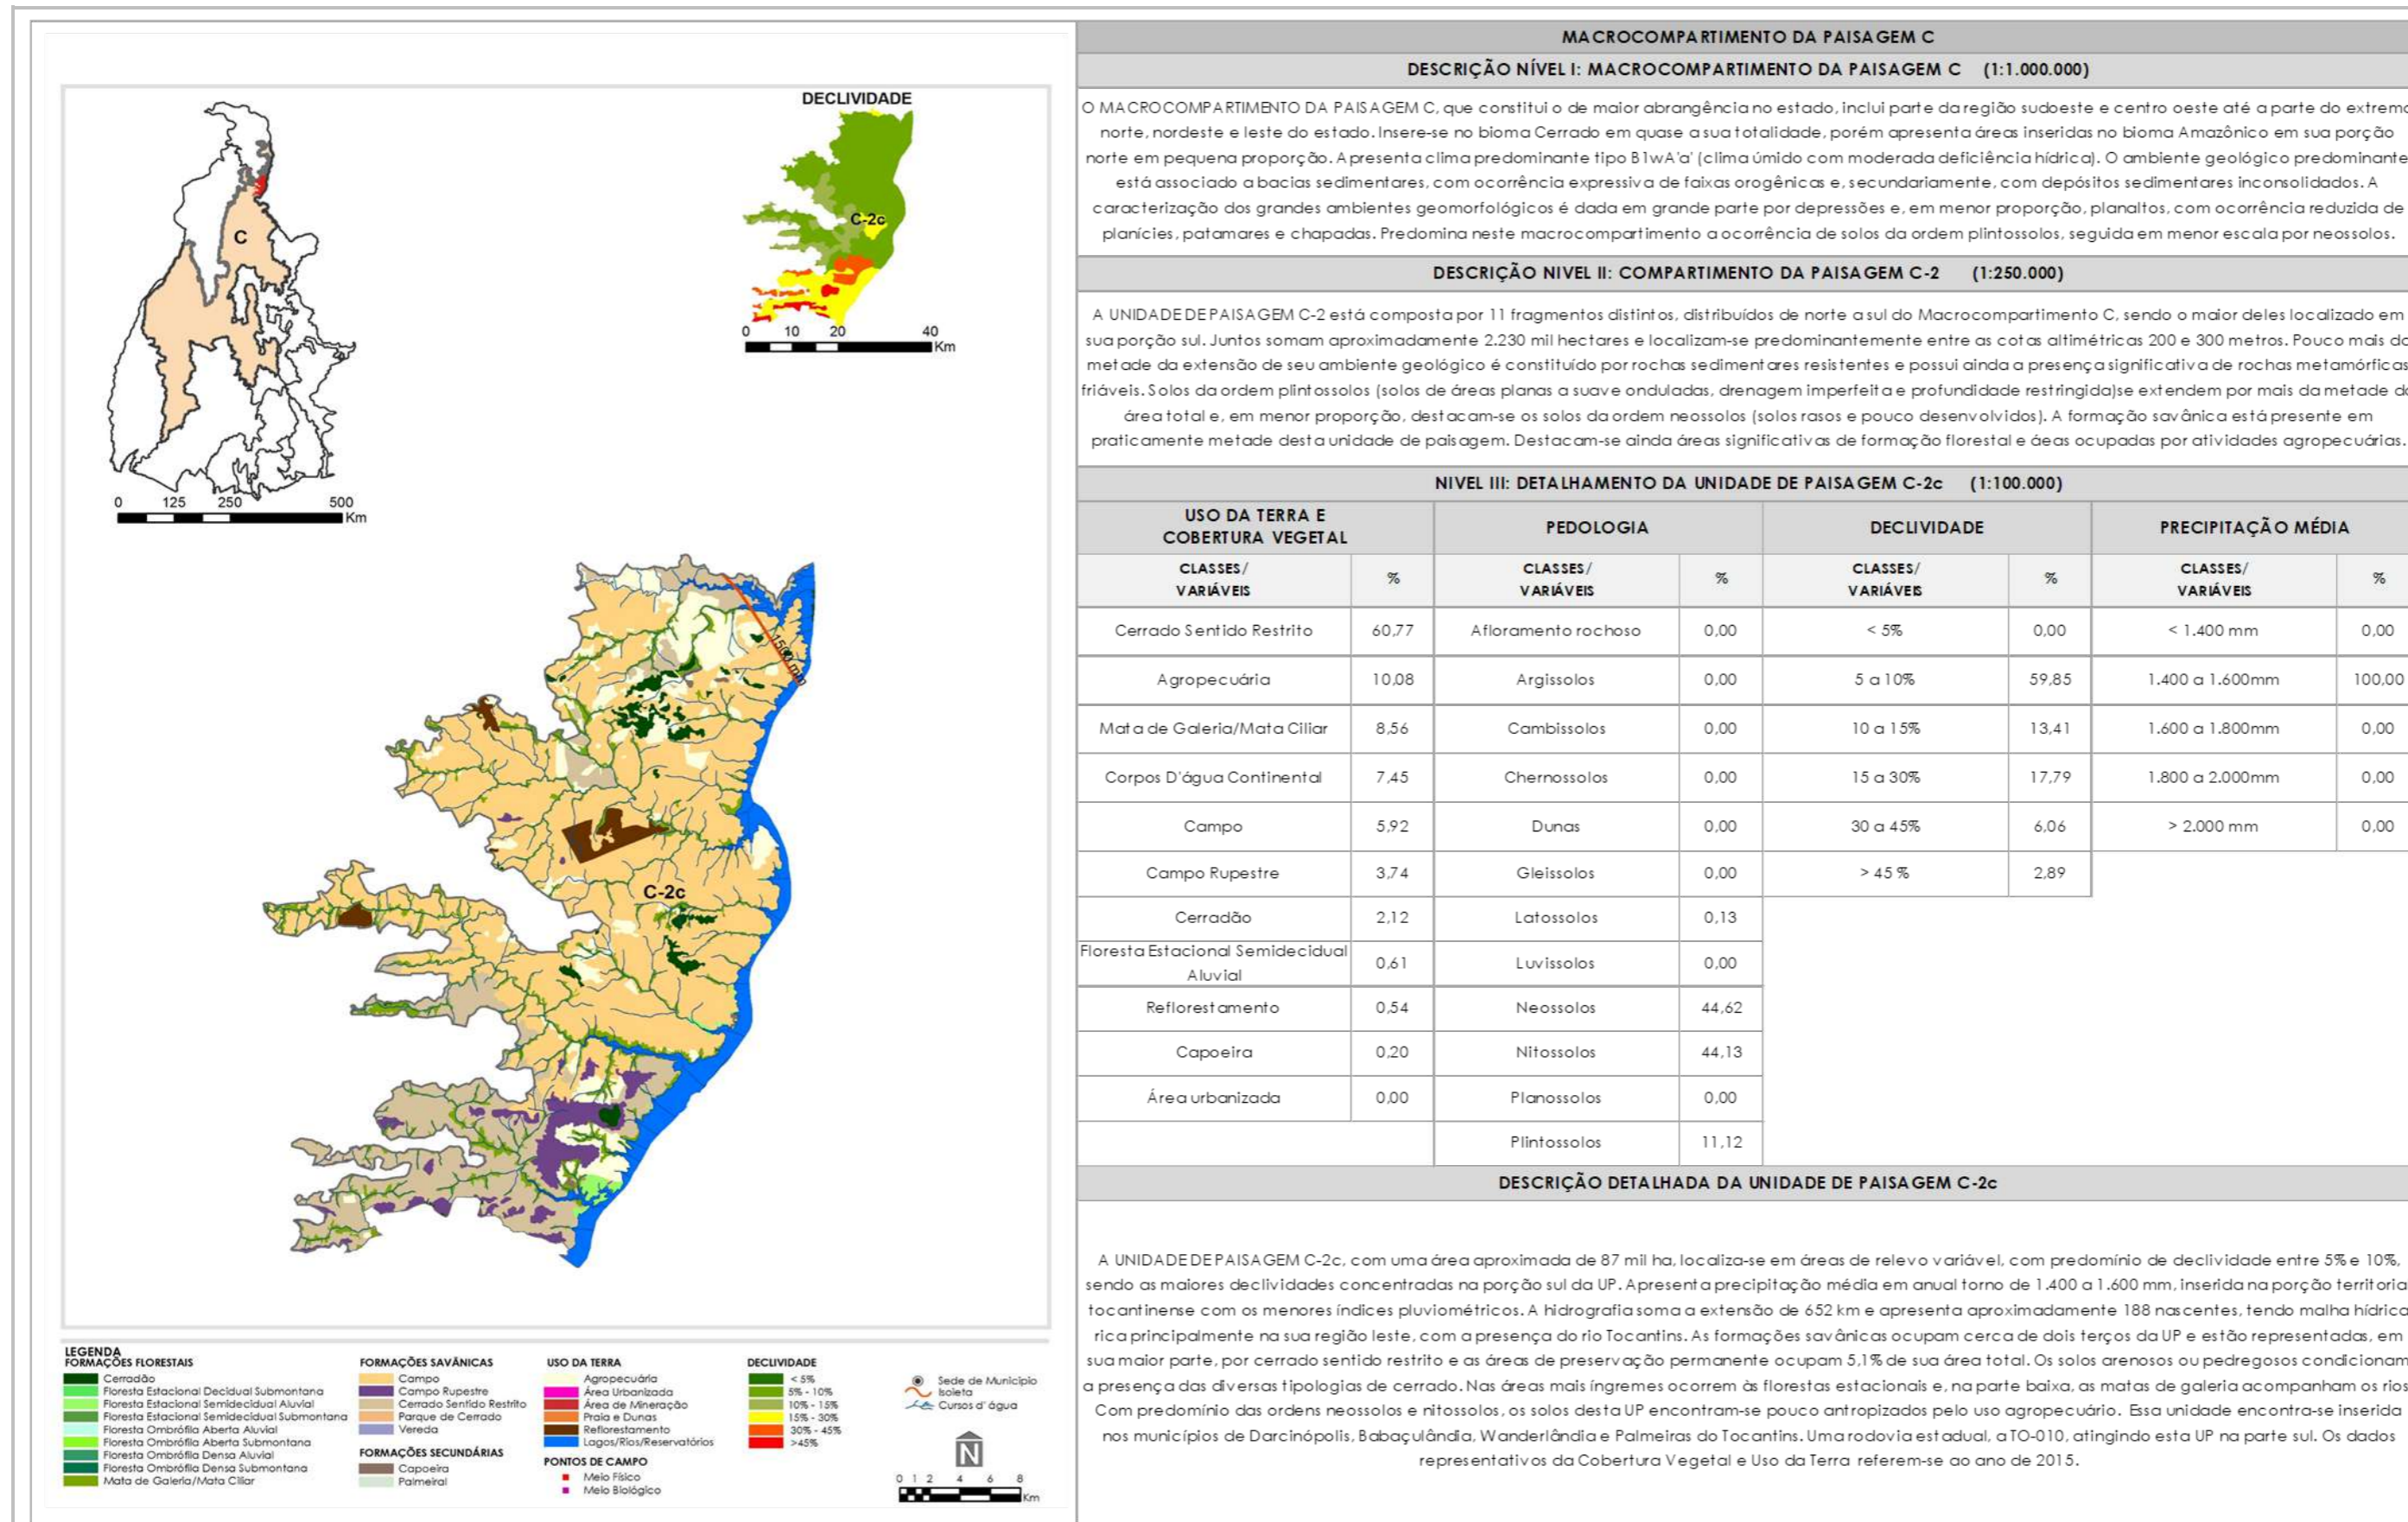 DECLIVIDADE
C-2c
0 10 20 40
Km
C
0 125 250 500
Km
1500 mm
C-2c
LEGENDA
FORMAÇÕES FLORESTAIS
Cerradão
Floresta Estacional Decidual Submontana
Floresta Estacional Semidecidual Aluvial
Floresta Estacional Semidecidual Submontana
Floresta Ombrófila Aberta Aluvial
Floresta Ombrófila Aberta Submontana
Floresta Ombrófila Densa Aluvial
Floresta Ombrófila Densa Submontana
Mata de Galeria/Mata Ciliar
FORMAÇÕES SAVÂNICAS
Campo
Campo Rupestre
Cerrado Sentido Restrito
Parque de Cerrado
Vereda
FORMAÇÕES SECUNDÁRIAS
Capoeira
Palmeiral
USO DA TERRA
Agropecuária
Área Urbanizada
Área de Mineração
Praia e Dunas
Reflorestamento
Lagos/Rios/Reservatórios
PONTOS DE CAMPO
Meio Físico
Meio Biológico
DECLIVIDADE
< 5%
5% - 10%
10% - 15%
15% - 30%
30% - 45%
>45%
Sede de Município
Isoieta
Cursos d' água
N
0 1 2 4 6 8
Km
MACROCOMPARTIMENTO DA PAISAGEM C
DESCRIÇÃO NÍVEL I: MACROCOMPARTIMENTO DA PAISAGEM C (1:1.000.000)
O MACROCOMPARTIMENTO DA PAISAGEM C, que constitui o de maior abrangência no estado, inclui parte da região sudoeste e centro oeste até a parte do extremo
norte, nordeste e leste do estado. Insere-se no bioma Cerrado em quase a sua totalidade, porém apresenta áreas inseridas no bioma Amazônico em sua porção
norte em pequena proporção. Apresenta clima predominante tipo B1wA'a' (clima úmido com moderada deficiência hídrica). O ambiente geológico predominante
está associado a bacias sedimentares, com ocorrência expressiva de faixas orogênicas e, secundariamente, com depósitos sedimentares inconsolidados. A
caracterização dos grandes ambientes geomorfológicos é dada em grande parte por depressões e, em menor proporção, planaltos, com ocorrência reduzida de
planícies, patamares e chapadas. Predomina neste macrocompartimento a ocorrência de solos da ordem plintossolos, seguida em menor escala por neossolos.
DESCRIÇÃO NIVEL II: COMPARTIMENTO DA PAISAGEM C-2 (1:250.000)
A UNIDADE DE PAISAGEM C-2 está composta por 11 fragmentos distintos, distribuídos de norte a sul do Macrocompartimento C, sendo o maior deles localizado em
sua porção sul. Juntos somam aproximadamente 2.230 mil hectares e localizam-se predominantemente entre as cotas altimétricas 200 e 300 metros. Pouco mais da
metade da extensão de seu ambiente geológico é constituído por rochas sedimentares resistentes e possui ainda a presença significativa de rochas metamórficas
friáveis. Solos da ordem plintossolos (solos de áreas planas a suave onduladas, drenagem imperfeita e profundidade restringida)se extendem por mais da metade da
área total e, em menor proporção, destacam-se os solos da ordem neossolos (solos rasos e pouco desenvolvidos). A formação savânica está presente em
praticamente metade desta unidade de paisagem. Destacam-se ainda áreas significativas de formação florestal e áeas ocupadas por atividades agropecuárias.
NIVEL III: DETALHAMENTO DA UNIDADE DE PAISAGEM C-2c (1:100.000)
USO DA TERRA E COBERTURA VEGETAL PEDOLOGIA DECLIVIDADE PRECIPITAÇÃO MÉDIA
CLASSES/ VARIÁVEIS % CLASSES/ VARIÁVEIS % CLASSES/ VARIÁVEIS % CLASSES/ VARIÁVEIS %
Cerrado Sentido Restrito 60,77 Afloramento rochoso 0,00 < 5% 0,00 < 1.400 mm 0,00
Agropecuária 10,08 Argissolos 0,00 5 a 10% 59,85 1.400 a 1.600mm 100,00
Mata de Galeria/Mata Ciliar 8,56 Cambissolos 0,00 10 a 15% 13,41 1.600 a 1.800mm 0,00
Corpos D'água Continental 7,45 Chernossolos 0,00 15 a 30% 17,79 1.800 a 2.000mm 0,00
Campo 5,92 Dunas 0,00 30 a 45% 6,06 > 2.000 mm 0,00
Campo Rupestre 3,74 Gleissolos 0,00 > 45 % 2,89
Cerradão 2,12 Latossolos 0,13
Floresta Estacional Semidecidual Aluvial 0,61 Luvissolos 0,00
Reflorestamento 0,54 Neossolos 44,62
Capoeira 0,20 Nitossolos 44,13
Área urbanizada 0,00 Planossolos 0,00
Plintossolos 11,12
DESCRIÇÃO DETALHADA DA UNIDADE DE PAISAGEM C-2c
A UNIDADE DE PAISAGEM C-2c, com uma área aproximada de 87 mil ha, localiza-se em áreas de relevo variável, com predomínio de declividade entre 5% e 10%,
sendo as maiores declividades concentradas na porção sul da UP. Apresenta precipitação média em anual torno de 1.400 a 1.600 mm, inserida na porção territorial
tocantinense com os menores índices pluviométricos. A hidrografia soma a extensão de 652 km e apresenta aproximadamente 188 nascentes, tendo malha hídrica
rica principalmente na sua região leste, com a presença do rio Tocantins. As formações savânicas ocupam cerca de dois terços da UP e estão representadas, em
sua maior parte, por cerrado sentido restrito e as áreas de preservação permanente ocupam 5,1% de sua área total. Os solos arenosos ou pedregosos condicionam
a presença das diversas tipologias de cerrado. Nas áreas mais íngremes ocorrem às florestas estacionais e, na parte baixa, as matas de galeria acompanham os rios.
Com predomínio das ordens neossolos e nitossolos, os solos desta UP encontram-se pouco antropizados pelo uso agropecuário. Essa unidade encontra-se inserida
nos municípios de Darcinópolis, Babaçulândia, Wanderlândia e Palmeiras do Tocantins. Uma rodovia estadual, a TO-010, atingindo esta UP na parte sul. Os dados
representativos da Cobertura Vegetal e Uso da Terra referem-se ao ano de 2015.